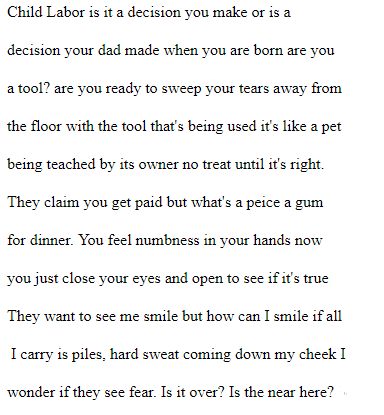 Child Labor is it a decision you make or is a
decision your dad made when you are born are you
a tool? are you ready to sweep your tears away from
the floor with the tool that's being used it's like a pet
being teached by its owner no treat until it's right.
They claim you get paid but what's a peice a gum
for dinner. You feel numbness in your hands now
you just close your eyes and open to see if it's true
They want to see me smile but how can I smile if all
I carry is piles, hard sweat coming down my cheek I
wonder if they see fear. Is it over? Is the near here?